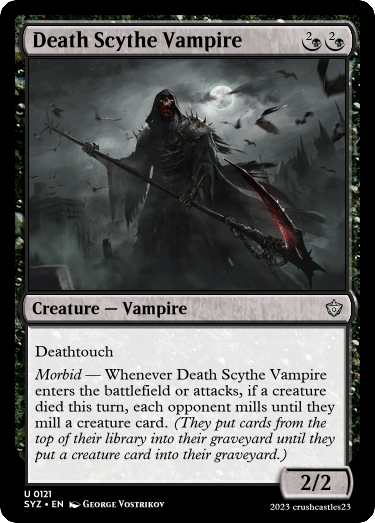 Death Scythe Vampire
2 2
Creature — Vampire
Deathtouch
Morbid — Whenever Death Scythe Vampire
enters the battlefield or attacks, if a creature
died this turn, each opponent mills until they
mill a creature card. (They put cards from the
top of their library into their graveyard until they
put a creature card into their graveyard.)
2/2
U 0121
SYZ • EN George Vostrikov
2023 crushcastles23